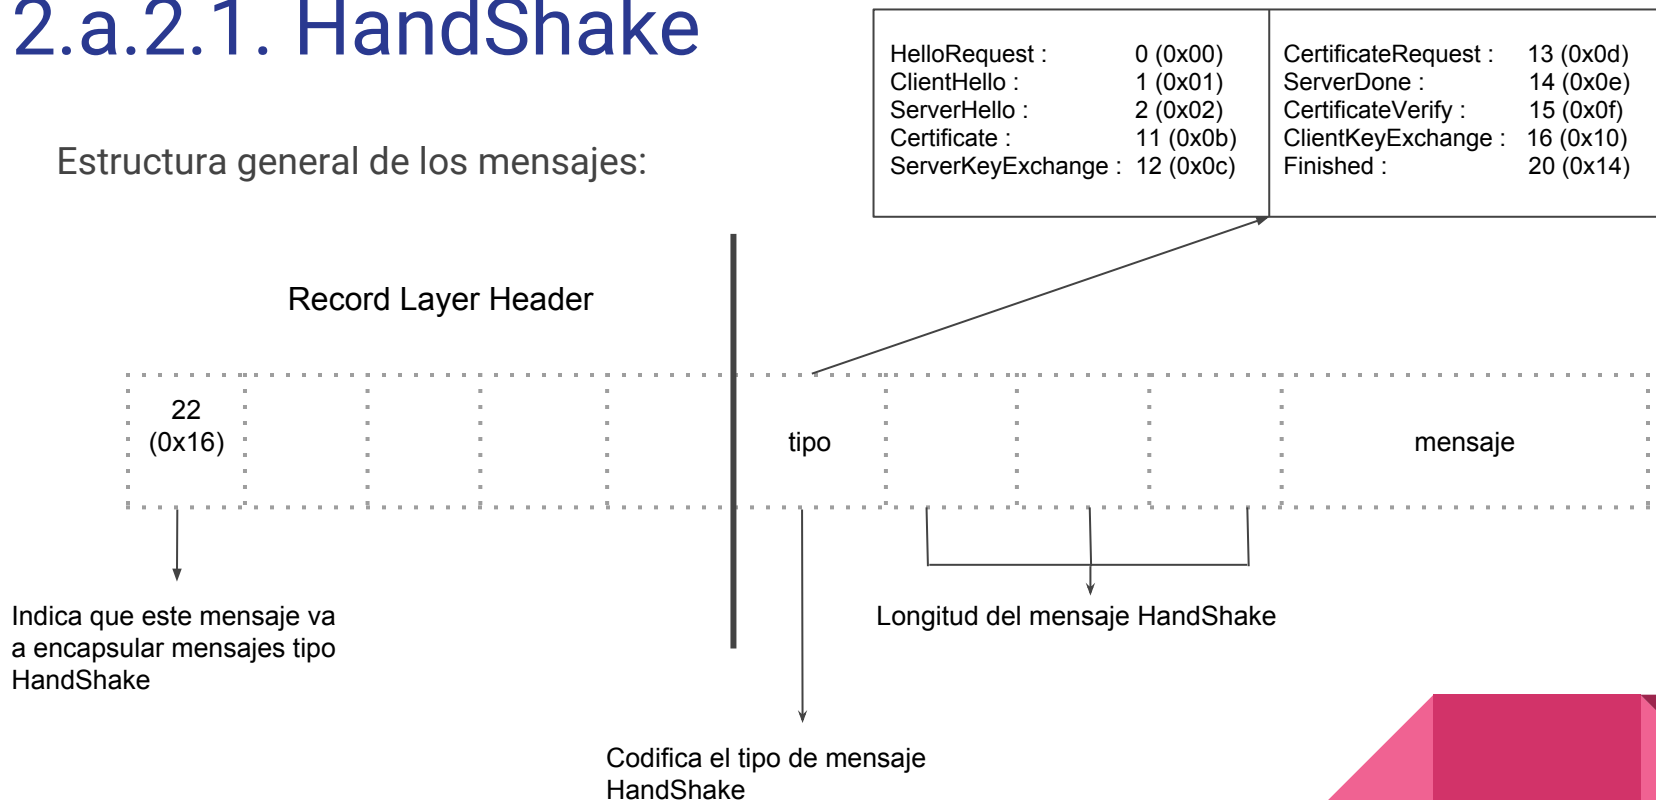 2.a.2.1. HandShake
HelloRequest : 0 (0x00)
ClientHello : 1 (0x01)
ServerHello : 2 (0x02)
Certificate : 11 (0x0b)
ServerKeyExchange : 12 (0x0c)
CertificateRequest : 13 (0x0d)
ServerDone : 14 (0x0e)
CertificateVerify : 15 (0x0f)
ClientKeyExchange : 16 (0x10)
Finished : 20 (0x14)
Estructura general de los mensajes:
Record Layer Header
22
(0x16)
tipo
mensaje
Indica que este mensaje va
a encapsular mensajes tipo
HandShake
Longitud del mensaje HandShake
Codifica el tipo de mensaje
HandShake